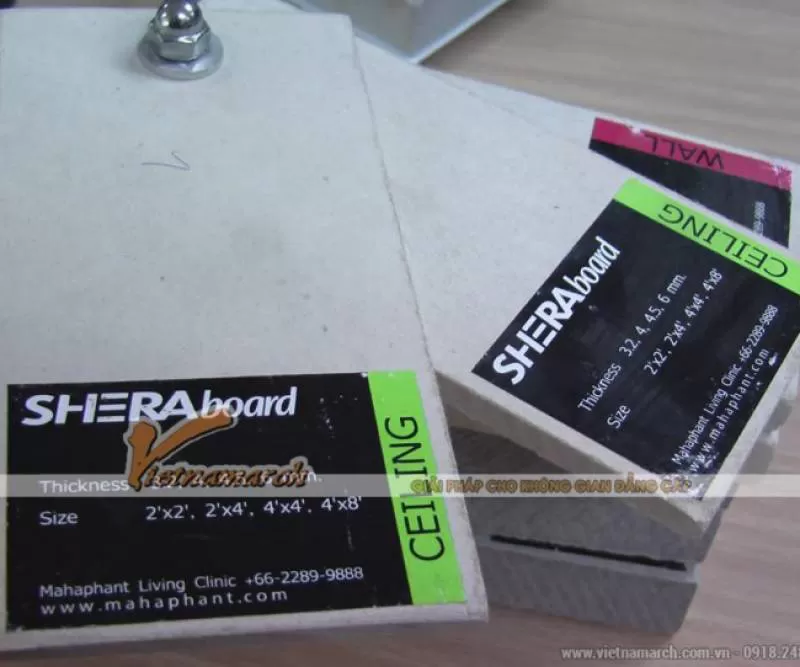 SHERAboard
Thickness
Size 2'x2', 2'x4', 4'x4', 4'x8'
Mahaphant Living Clinic +66-2289-9888
www.mahaphant.com
CEILING
Vietnamarch
GIẢI PHÁP CHO KHÔNG GIAN ĐẲNG CẤP
SHERAboard
Thickness 3.2, 4, 4.5, 6 mm.
Size 2'x2', 2'x4', 4'x4', 4'x8'
Mahaphant Living Clinic +66-2289-9888
www.mahaphant.com
CEILING
WALL
https://www.vietnamarch.com.vn - 0918.248